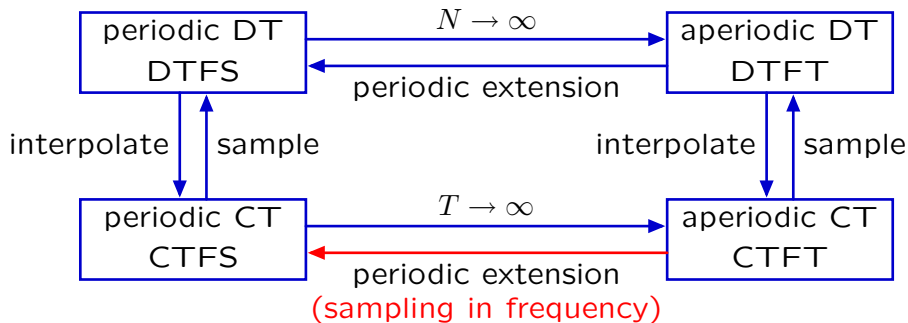 periodic DT
DTFS
N → ∞
periodic extension
aperiodic DT
DTFT
interpolate
sample
interpolate
sample
periodic CT
CTFS
T → ∞
periodic extension
(sampling in frequency)
aperiodic CT
CTFT